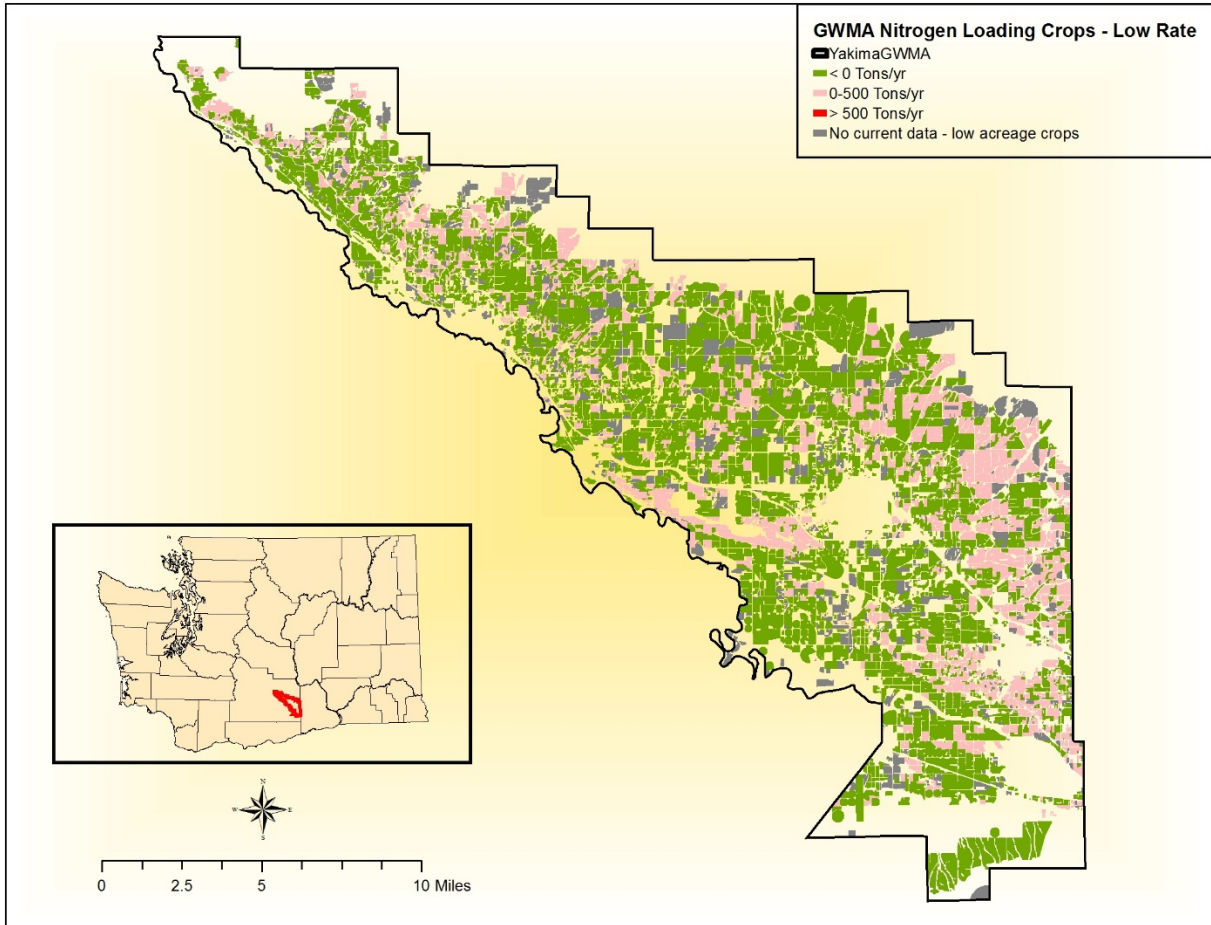 GWMA Nitrogen Loading Crops - Low Rate
YakimaGWMA
< 0 Tons/yr
0-500 Tons/yr
> 500 Tons/yr
No current data - low acreage crops
N
W E
S
0 2.5 5 10 Miles